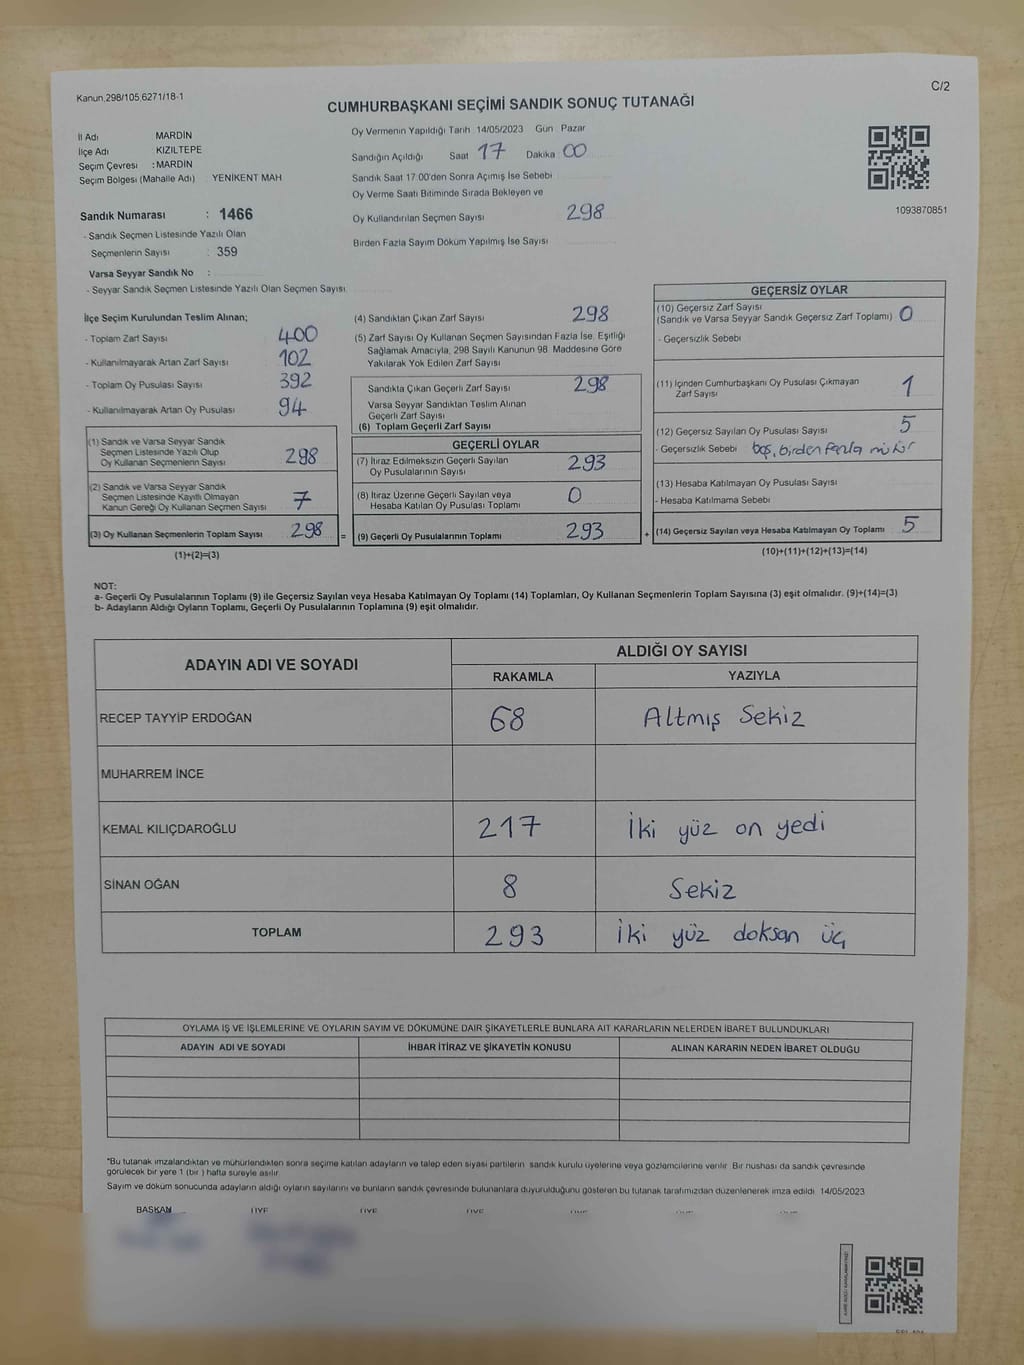 Kanun,298/105,6271/18-1
C/2
CUMHURBAŞKANI SEÇİMİ SANDIK SONUÇ TUTANAĞI
İl Adı MARDİN
İlçe Adı KIZILTEPE
Seçim Çevresi : MARDİN
Seçim Bölgesi (Mahalle Adı) YENİKENT MAH
Sandık Numarası : 1466
- Sandık Seçmen Listesinde Yazılı Olan
Seçmenlerin Sayısı : 359
Varsa Seyyar Sandık No :
- Seyyar Sandık Seçmen Listesinde Yazılı Olan Seçmen Sayısı:
Oy Vermenin Yapıldığı Tarih 14/05/2023 Gün Pazar
Sandığın Açıldığı Saat 17 Dakika 00
Sandık Saat 17:00'den Sonra Açımış İse Sebebi
Oy Verme Saati Bitiminde Sırada Bekleyen ve
Oy Kullandırılan Seçmen Sayısı 298
Birden Fazla Sayım Döküm Yapılmış İse Sayısı
1093870851
İlçe Seçim Kurulundan Teslim Alınan;
- Toplam Zarf Sayısı 400
- Kullanılmayarak Artan Zarf Sayısı 102
- Toplam Oy Pusulası Sayısı 392
- Kullanılmayarak Artan Oy Pusulası 94
(1) Sandık ve Varsa Seyyar Sandık
Seçmen Listesinde Yazılı Olup
Oy Kullanan Seçmenlerin Sayısı 298
(2) Sandık ve Varsa Seyyar Sandık
Seçmen Listesinde Kayıtlı Olmayan
Kanun Gereği Oy Kullanan Seçmen Sayısı 7
(3) Oy Kullanan Seçmenlerin Toplam Sayısı 298 =
(1)+(2)=(3)
(4) Sandıktan Çıkan Zarf Sayısı 298
(5) Zarf Sayısı Oy Kullanan Seçmen Sayısından Fazla İse, Eşitliği
Sağlamak Amacıyla, 298 Sayılı Kanunun 98. Maddesine Göre
Yakılarak Yok Edilen Zarf Sayısı
Sandıkta Çıkan Geçerli Zarf Sayısı 298
Varsa Seyyar Sandıktan Teslim Alınan
Geçerli Zarf Sayısı
(6) Toplam Geçerli Zarf Sayısı
GEÇERLİ OYLAR
(7) İtiraz Edilmeksizin Geçerli Sayılan
Oy Pusulalarının Sayısı 293
(8) İtiraz Üzerine Geçerli Sayılan veya
Hesaba Katılan Oy Pusulası Toplamı 0
(9) Geçerli Oy Pusulalarının Toplamı 293 +
GEÇERSİZ OYLAR
(10) Geçersiz Zarf Sayısı
(Sandık ve Varsa Seyyar Sandık Geçersiz Zarf Toplamı) 0
- Geçersizlik Sebebi
(11) İçinden Cumhurbaşkanı Oy Pusulası Çıkmayan
Zarf Sayısı 1
(12) Geçersiz Sayılan Oy Pusulası Sayısı 5
- Geçersizlik Sebebi boş, birden fazla mühür
(13) Hesaba Katılmayan Oy Pusulası Sayısı
- Hesaba Katılmama Sebebi
(14) Geçersiz Sayılan veya Hesaba Katılmayan Oy Toplamı 5
(10)+(11)+(12)+(13)=(14)
NOT:
a- Geçerli Oy Pusulalarının Toplamı (9) ile Geçersiz Sayılan veya Hesaba Katılmayan Oy Toplamı (14) Toplamları, Oy Kullanan Seçmenlerin Toplam Sayısına (3) eşit olmalıdır. (9)+(14)=(3)
b- Adayların Aldığı Oyların Toplamı, Geçerli Oy Pusulalarının Toplamına (9) eşit olmalıdır.
ADAYIN ADI VE SOYADI ALDIĞI OY SAYISI
RAKAMLA YAZIYLA
RECEP TAYYİP ERDOĞAN 68 Altmış Sekiz
MUHARREM İNCE
KEMAL KILIÇDAROĞLU 217 İki yüz on yedi
SİNAN OĞAN 8 Sekiz
TOPLAM 293 İki yüz doksan üç
OYLAMA İŞ VE İŞLEMLERİNE VE OYLARIN SAYIM VE DÖKÜMÜNE DAİR ŞİKAYETLERLE BUNLARA AİT KARARLARIN NELERDEN İBARET BULUNDUKLARI
ADAYIN ADI VE SOYADI İHBAR İTİRAZ VE ŞİKAYETİN KONUSU ALINAN KARARIN NEDEN İBARET OLDUĞU
*Bu tutanak imzalandıktan ve mühürlendikten sonra seçime katılan adayların ve talep eden siyasi partilerin sandık kurulu üyelerine veya gözlemcilerine verilir. Bir nushası da sandık çevresinde
görülecek bir yere 1 (bir ) hafta süreyle asılır.
Sayım ve döküm sonucunda adayların aldığı oyların sayılarını ve bunların sandık çevresinde bulunanlara duyurulduğunu gösteren bu tutanak tarafımızdan düzenlenerek imza edildi. 14/05/2023
BAŞKAN ÜYE ÜYE ÜYE